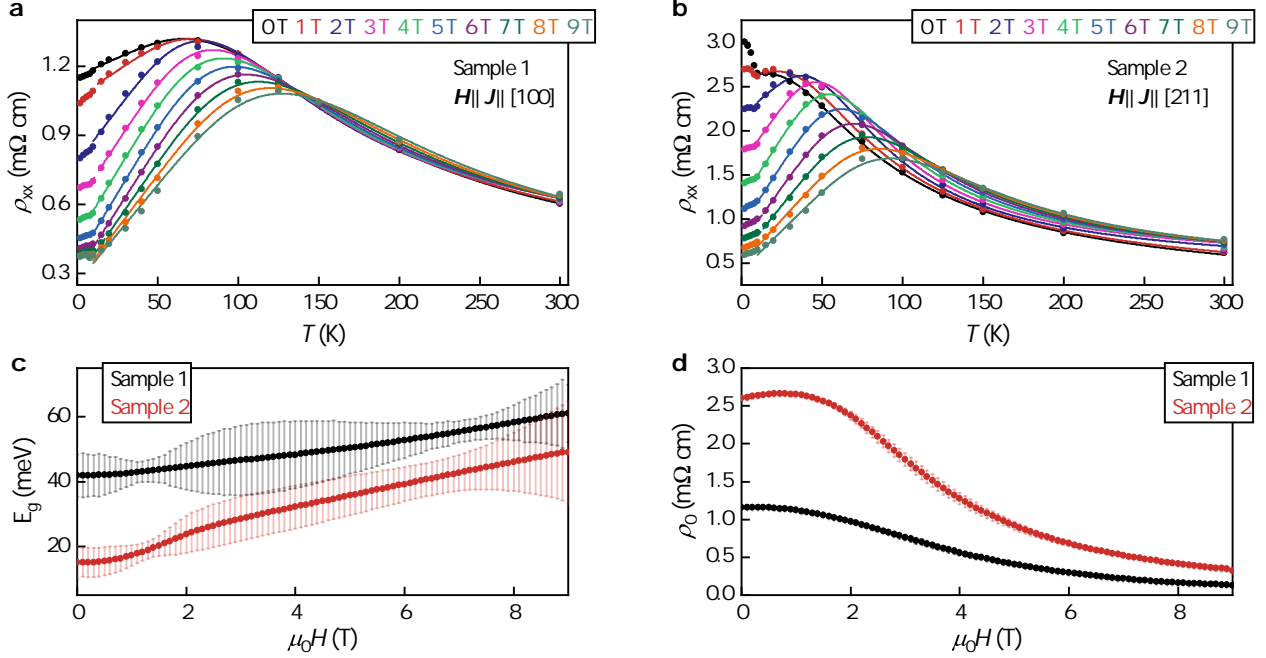 a
0T 1T 2T 3T 4T 5T 6T 7T 8T 9T
Sample 1
H|| J|| [100]
ρxx (mΩ cm)
1.2
0.9
0.6
0.3
0 50 100 150 200 250 300
T (K)
b
0T 1T 2T 3T 4T 5T 6T 7T 8T 9T
Sample 2
H|| J|| [211]
ρxx (mΩ cm)
3.0
2.5
2.0
1.5
1.0
0.5
0 50 100 150 200 250 300
T (K)
c
Sample 1
Sample 2
Eg (meV)
60
40
20
0 2 4 6 8
μ0H (T)
d
Sample 1
Sample 2
ρ0 (mΩ cm)
3.0
2.5
2.0
1.5
1.0
0.5
0.0
0 2 4 6 8
μ0H (T)